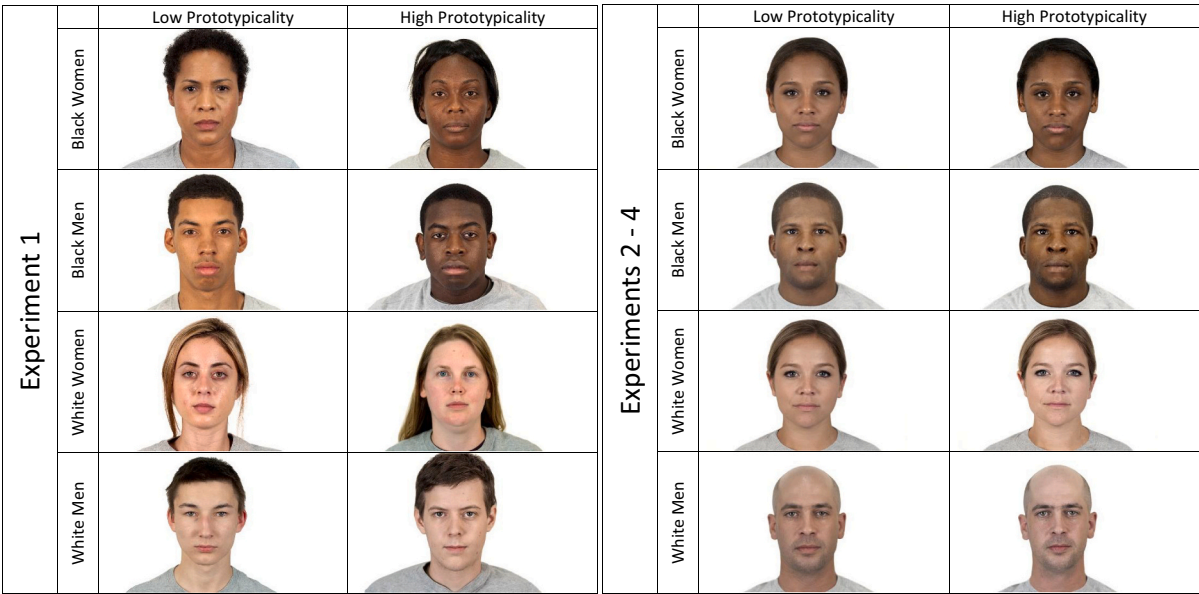 Low Prototypicality
High Prototypicality
Experiment 1
Black Women
Black Men
White Women
White Men
Low Prototypicality
High Prototypicality
Experiments 2 - 4
Black Women
Black Men
White Women
White Men